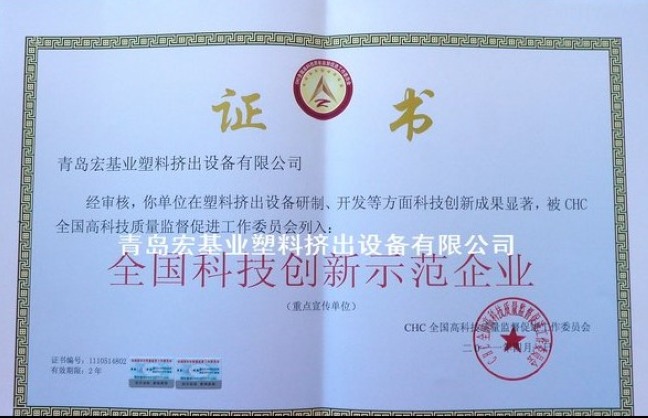 证书
青岛宏基业塑料挤出设备有限公司
经审核，你单位在塑料挤出设备研制、开发等方面科技创新成果显著，被 CHC
全国高科技质量监督促进工作委员会列入：
青岛宏基业塑料挤出设备有限公司
全国科技创新示范企业
（重点宣传单位）
CHC 全国高科技质量监督促进工作委员会
证书编号：1110514802
有效期限：2 年